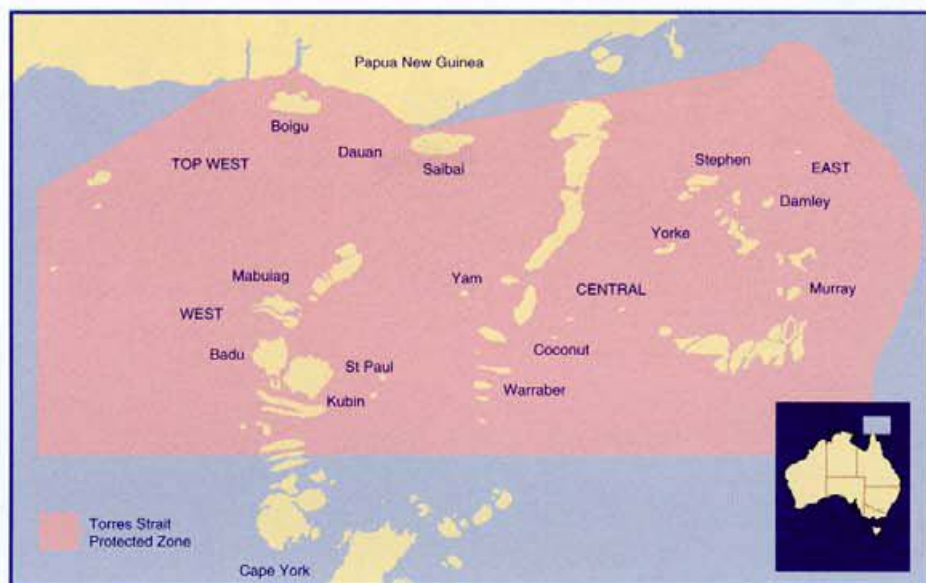 Papua New Guinea
Boigu
Dauan
TOP WEST
Saibai
Stephen
EAST
Damley
Yorke
Mabuiag
Yam
CENTRAL
Murray
WEST
Badu
St Paul
Coconut
Kubin
Warraber
Torres Strait
Protected Zone
Cape York